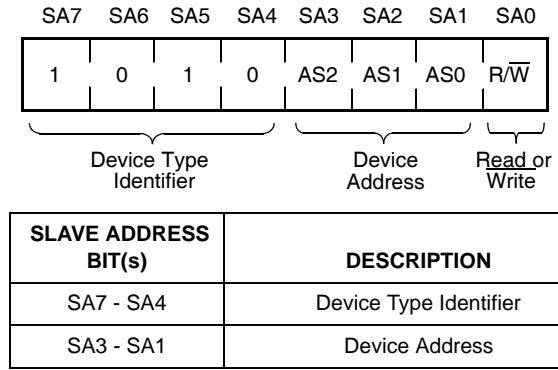 SA7 SA6 SA5 SA4 SA3 SA2 SA1 SA0
1 0 1 0 AS2 AS1 AS0 R/W̅
Device Type Identifier
Device Address
Read or Write
SLAVE ADDRESS BIT(s) DESCRIPTION
SA7 - SA4 Device Type Identifier
SA3 - SA1 Device Address